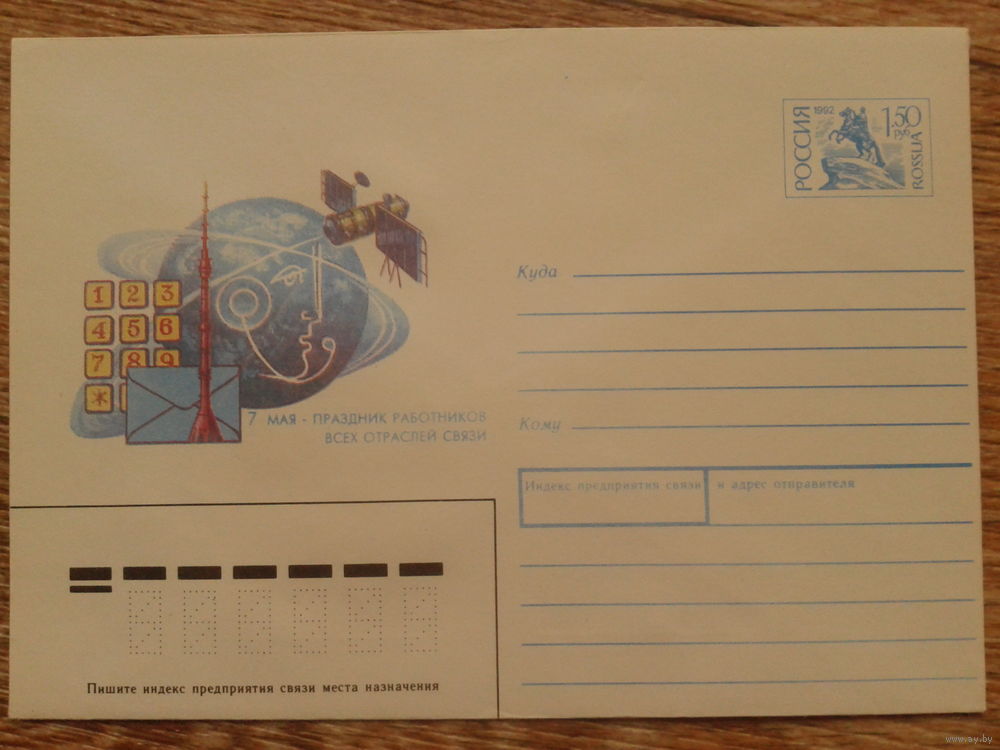 РОССИЯ 1992 1.50 руб. ROSSIJA
Куда
1 2 3
4 5 6
7 8 9
*
7 МАЯ - ПРАЗДНИК РАБОТНИКОВ
ВСЕХ ОТРАСЛЕЙ СВЯЗИ
Кому
Индекс предприятия связи и адрес отправителя
Пишите индекс предприятия связи места назначения
www.ay.by